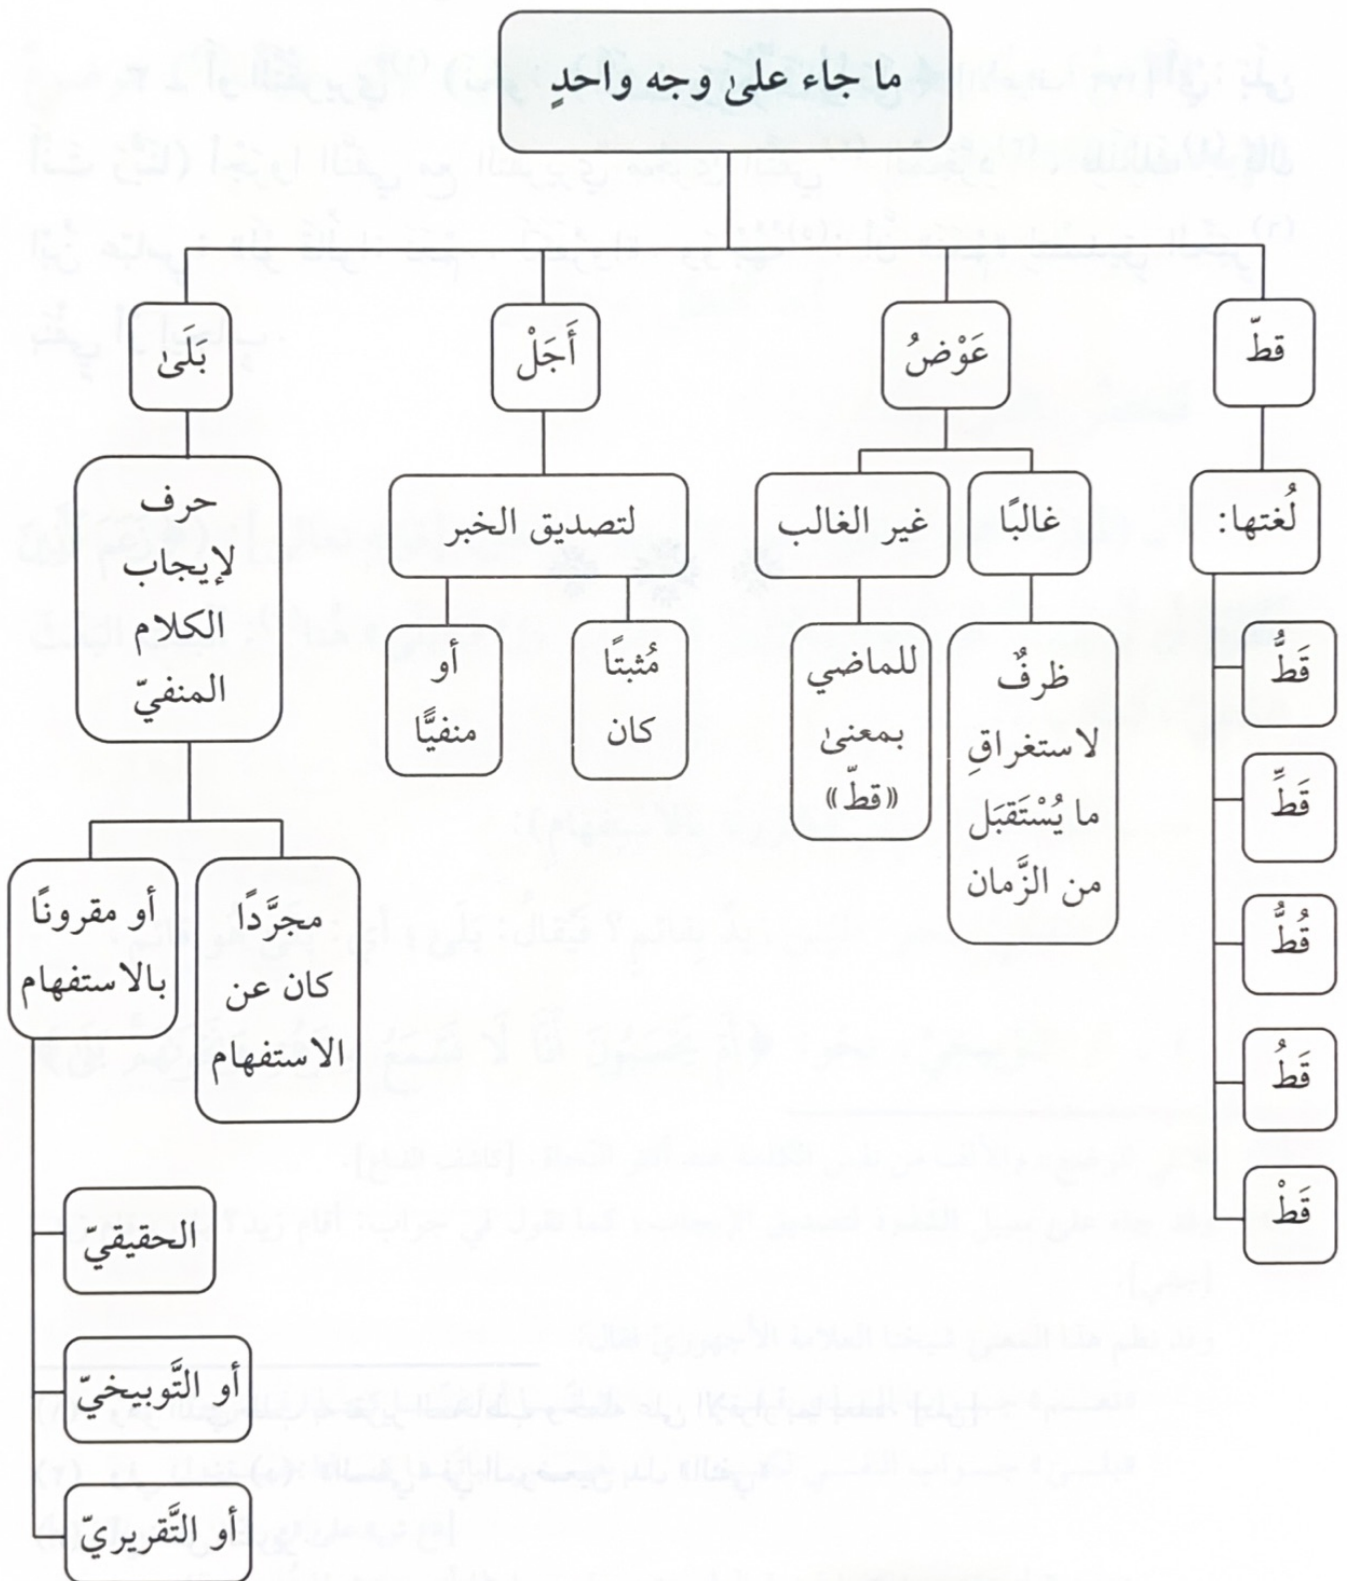 ما جاء علىٰ وجه واحدٍ
قطّ
لُغتها:
قَطُّ
قَطِّ
قُطُّ
قَطُ
قَطْ
عَوْضُ
غالبًا
ظرفٌ
لاستغراقِ
ما يُسْتَقبَل
من الزَّمان
غير الغالب
للماضي
بمعنىٰ
«قطّ»
أَجَلْ
لتصديق الخبر
مُثبتًا
كان
أو
منفيًّا
بَلَىٰ
حرف
لإيجاب
الكلام
المنفيّ
مجرَّدًا
كان عن
الاستفهام
أو مقرونًا
بالاستفهام
الحقيقيّ
أو التَّوبيخيّ
أو التَّقريريّ